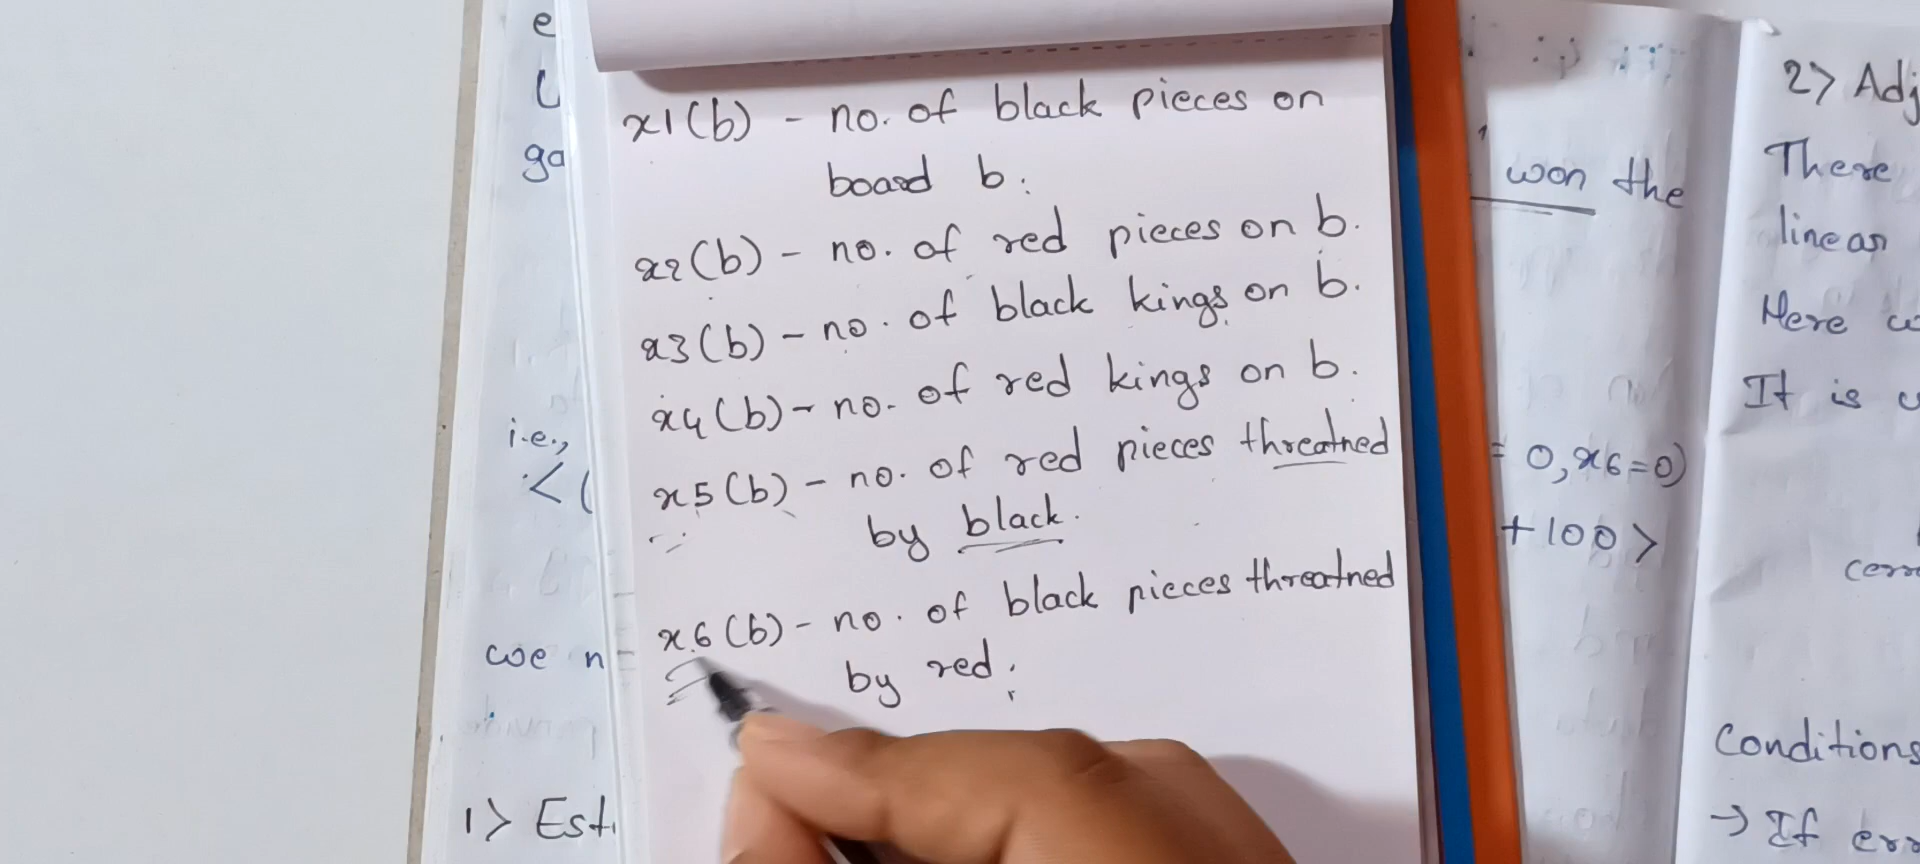 x1(b) - no. of black pieces on
board b.
x2(b) - no. of red pieces on b.
x3(b) - no. of black kings on b.
x4(b) - no. of red kings on b.
x5(b) - no. of red pieces threatned
by black.
x6(b) - no. of black pieces threatned
by red.
ga
i.e.,
< (
we n
1> Esti
won the
= 0, x6=0)
+100 >
2> Adj
There
linear
Here w
It is
Conditions
→ If err